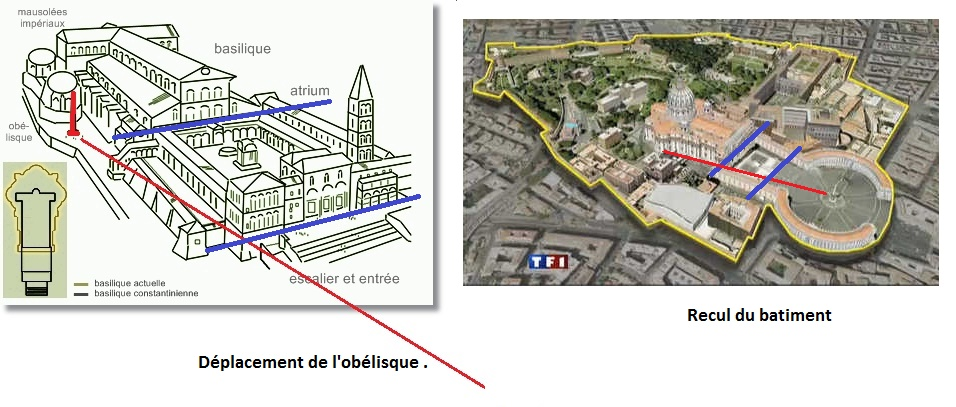 mausolées
impériaux
basilique
atrium
obé-
lisque
escalier et entrée
basilique actuelle
basilique constantinienne
TF1
Recul du batiment
Déplacement de l'obélisque .